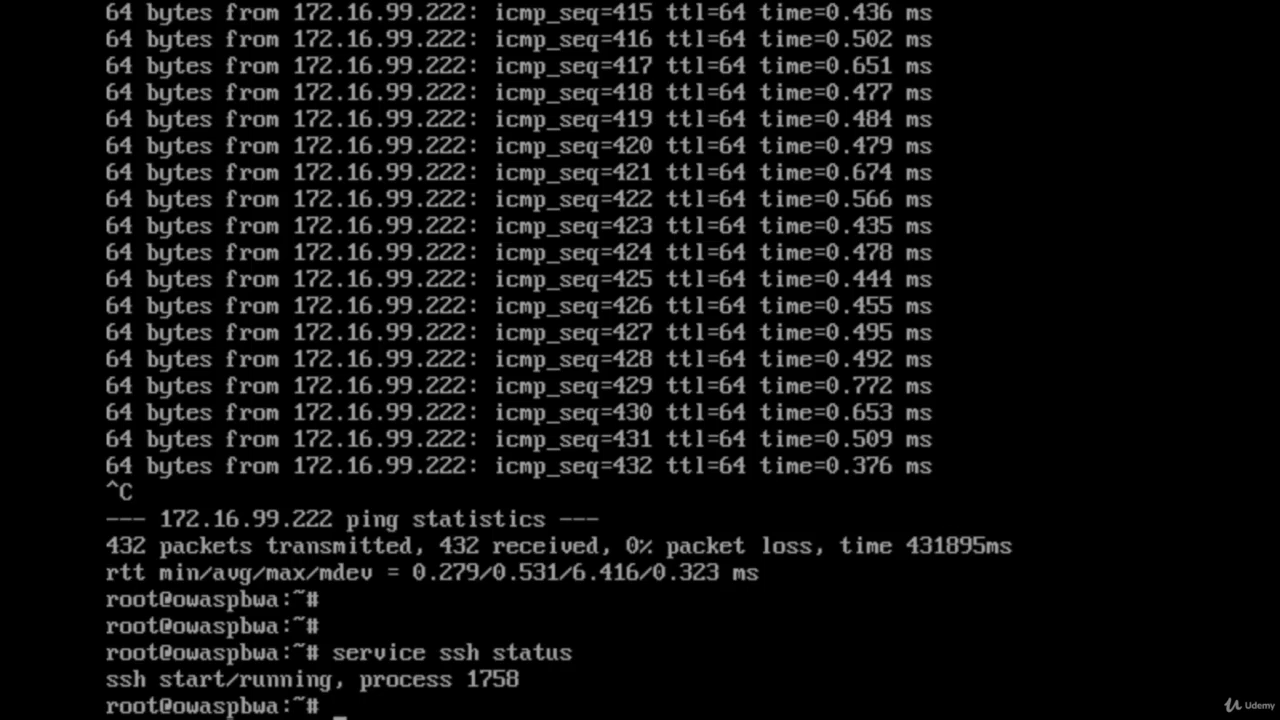 64 bytes from 172.16.99.222: icmp_seq=415 ttl=64 time=0.436 ms
64 bytes from 172.16.99.222: icmp_seq=416 ttl=64 time=0.502 ms
64 bytes from 172.16.99.222: icmp_seq=417 ttl=64 time=0.651 ms
64 bytes from 172.16.99.222: icmp_seq=418 ttl=64 time=0.477 ms
64 bytes from 172.16.99.222: icmp_seq=419 ttl=64 time=0.484 ms
64 bytes from 172.16.99.222: icmp_seq=420 ttl=64 time=0.479 ms
64 bytes from 172.16.99.222: icmp_seq=421 ttl=64 time=0.674 ms
64 bytes from 172.16.99.222: icmp_seq=422 ttl=64 time=0.566 ms
64 bytes from 172.16.99.222: icmp_seq=423 ttl=64 time=0.435 ms
64 bytes from 172.16.99.222: icmp_seq=424 ttl=64 time=0.478 ms
64 bytes from 172.16.99.222: icmp_seq=425 ttl=64 time=0.444 ms
64 bytes from 172.16.99.222: icmp_seq=426 ttl=64 time=0.455 ms
64 bytes from 172.16.99.222: icmp_seq=427 ttl=64 time=0.495 ms
64 bytes from 172.16.99.222: icmp_seq=428 ttl=64 time=0.492 ms
64 bytes from 172.16.99.222: icmp_seq=429 ttl=64 time=0.772 ms
64 bytes from 172.16.99.222: icmp_seq=430 ttl=64 time=0.653 ms
64 bytes from 172.16.99.222: icmp_seq=431 ttl=64 time=0.509 ms
64 bytes from 172.16.99.222: icmp_seq=432 ttl=64 time=0.376 ms
^C
--- 172.16.99.222 ping statistics ---
432 packets transmitted, 432 received, 0% packet loss, time 431895ms
rtt min/avg/max/mdev = 0.279/0.531/6.416/0.323 ms
root@owaspbwa:~#
root@owaspbwa:~#
root@owaspbwa:~# service ssh status
ssh start/running, process 1758
root@owaspbwa:~# _
Udemy